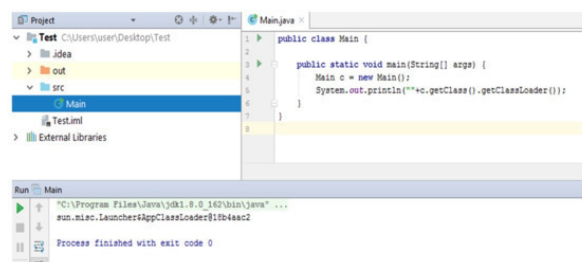 Project
Test C:\Users\user\Desktop\Test
.idea
out
src
Main
Test.iml
External Libraries
Main.java ×
1 public class Main {
2
3 public static void main(String[] args) {
4 Main c = new Main();
5 System.out.println(""+c.getClass().getClassLoader());
6 }
7 }
8
Run Main
"C:\Program Files\Java\jdk1.8.0_162\bin\java" ...
sun.misc.Launcher$AppClassLoader@18b4aac2
Process finished with exit code 0